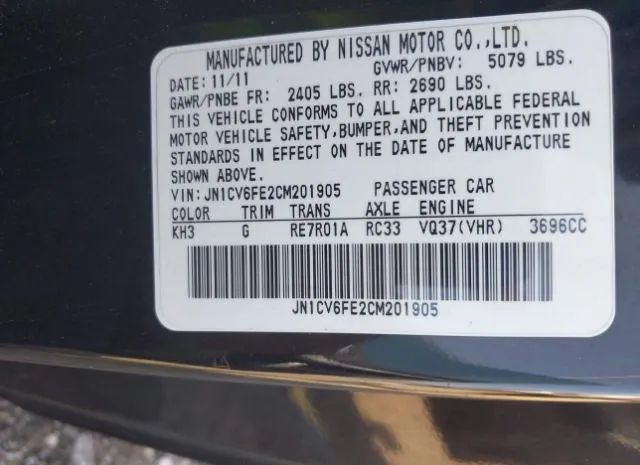 MANUFACTURED BY NISSAN MOTOR CO.,LTD.
DATE: 11/11 GVWR/PNBV: 5079 LBS.
GAWR/PNBE FR: 2405 LBS. RR: 2690 LBS.
THIS VEHICLE CONFORMS TO ALL APPLICABLE FEDERAL
MOTOR VEHICLE SAFETY,BUMPER,AND THEFT PREVENTION
STANDARDS IN EFFECT ON THE DATE OF MANUFACTURE
SHOWN ABOVE.
VIN:JN1CV6FE2CM201905 PASSENGER CAR
COLOR TRIM TRANS AXLE ENGINE
KH3 G RE7R01A RC33 VQ37(VHR) 3696CC
JN1CV6FE2CM201905